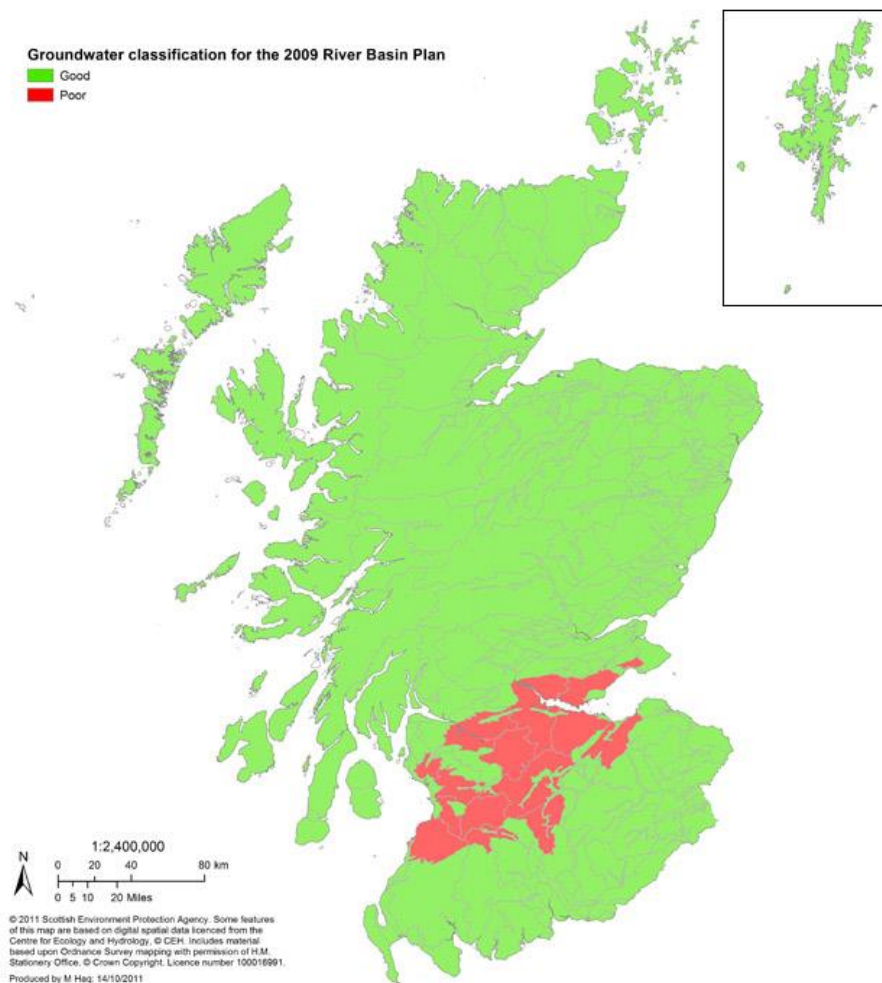 Groundwater classification for the 2009 River Basin Plan
Good
Poor
1:2,400,000
N
0 20 40 80 km
0 5 10 20 Miles
© 2011 Scottish Environment Protection Agency. Some features
of this map are based on digital spatial data licenced from the
Centre for Ecology and Hydrology, © CEH. Includes material
based upon Ordnance Survey mapping with permission of H.M.
Stationery Office, © Crown Copyright. Licence number 100016991.
Produced by M Haq: 14/10/2011